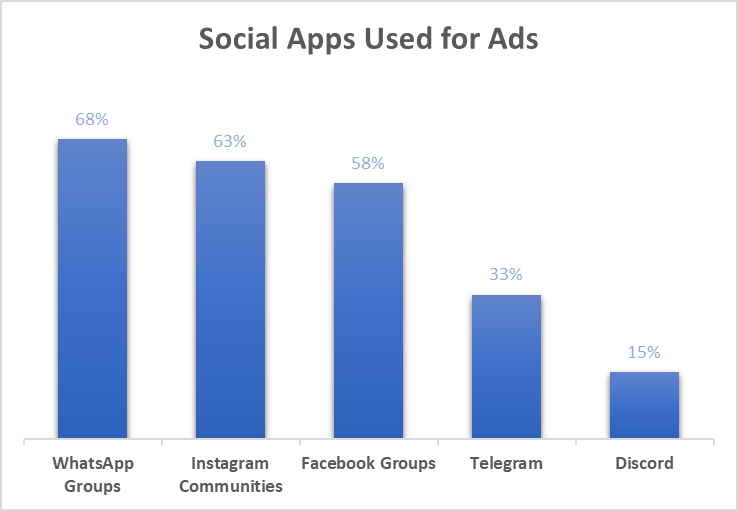 Social Apps Used for Ads
68%
63%
58%
33%
15%
WhatsApp
Groups
Instagram
Communities
Facebook Groups
Telegram
Discord